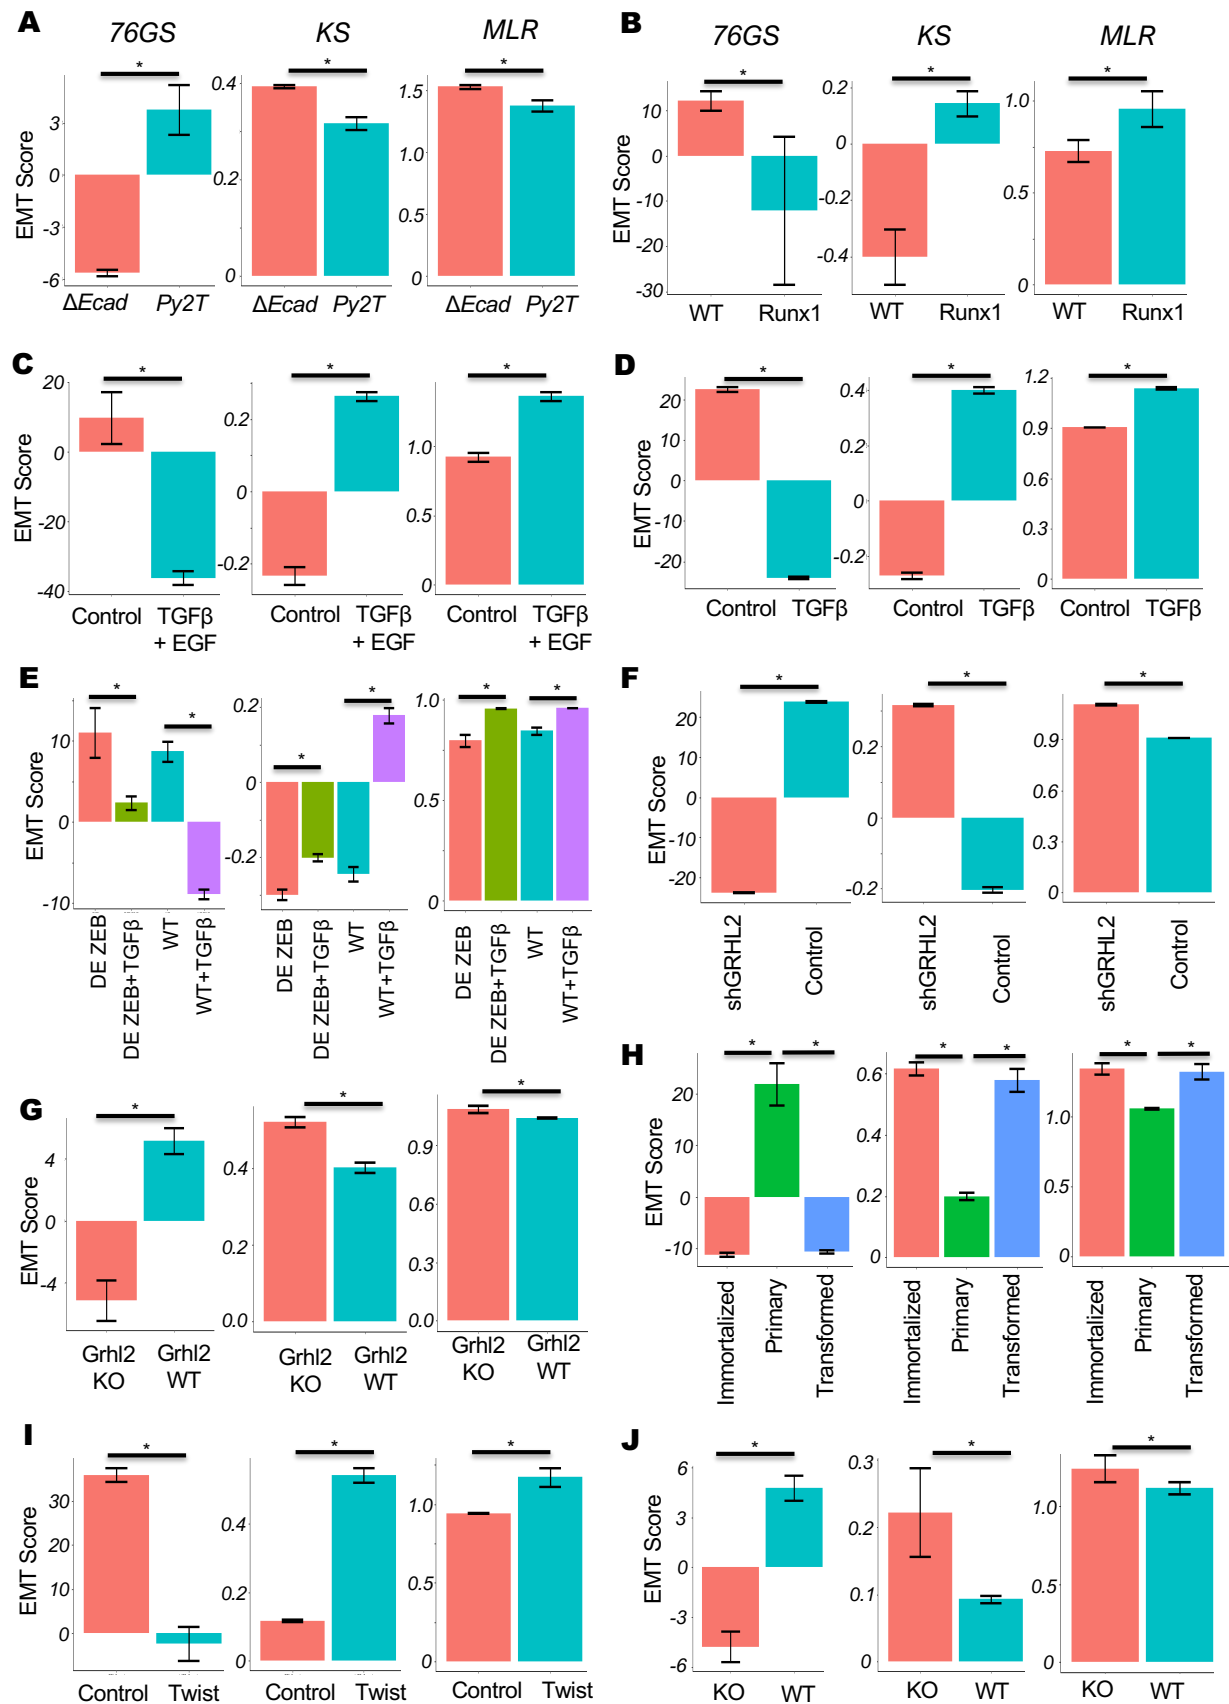 A
76GS
KS
MLR
B
76GS
KS
MLR
EMT Score
3
0
-3
-6
*
ΔEcad
Py2T
0.4
0.2
0
*
ΔEcad
Py2T
1.5
1.0
0.5
0
*
ΔEcad
Py2T
EMT Score
10
0
-10
-20
-30
*
WT
Runx1
0.2
0
-0.2
-0.4
*
WT
Runx1
1.0
0.5
0
*
WT
Runx1
C
EMT Score
20
0
-20
-40
*
Control
TGFβ
+ EGF
0.2
0
-0.2
*
Control
TGFβ
+ EGF
1.0
0
*
Control
TGFβ
+ EGF
D
EMT Score
20
10
0
-10
-20
*
Control
TGFβ
0.4
0.2
0
-0.2
*
Control
TGFβ
1.2
0.9
0.6
0.3
0
*
Control
TGFβ
E
EMT Score
10
0
-10
*
*
DE ZEB
DE ZEB+TGFβ
WT
WT+TGFβ
0.2
0
-0.2
*
*
DE ZEB
DE ZEB+TGFβ
WT
WT+TGFβ
1.0
0.5
0
*
*
DE ZEB
DE ZEB+TGFβ
WT
WT+TGFβ
F
EMT Score
20
10
0
-10
-20
*
shGRHL2
Control
0.2
0
-0.2
*
shGRHL2
Control
0.9
0.6
0.3
0
*
shGRHL2
Control
G
EMT Score
4
0
-4
*
Grhl2
KO
Grhl2
WT
0.4
0.2
0.0
*
Grhl2
KO
Grhl2
WT
0.9
0.6
0.3
0
*
Grhl2
KO
Grhl2
WT
H
EMT Score
20
10
0
-10
*
*
Immortalized
Primary
Transformed
0.6
0.4
0.2
0
*
*
Immortalized
Primary
Transformed
1.0
0.5
0
*
*
Immortalized
Primary
Transformed
I
EMT Score
30
20
10
0
*
Control
Twist
0.4
0.2
0
*
Control
Twist
1.0
0.5
0
*
Control
Twist
J
EMT Score
6
3
0
-3
-6
*
KO
WT
0.3
0.2
0.1
0
*
KO
WT
1.0
0.5
0
*
KO
WT